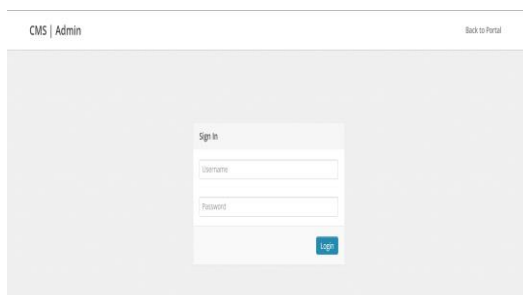 CMS | Admin
Back to Portal
Sign In
Username
Password
Login